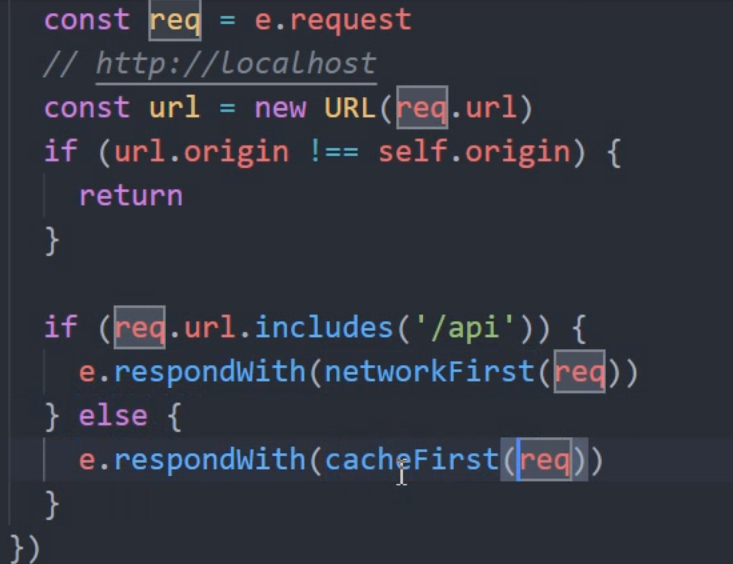 const req = e.request
// http://localhost
const url = new URL(req.url)
if (url.origin !== self.origin) {
return
}
if (req.url.includes('/api')) {
e.respondWith(networkFirst(req))
} else {
e.respondWith(cacheFirst(req))
}
})